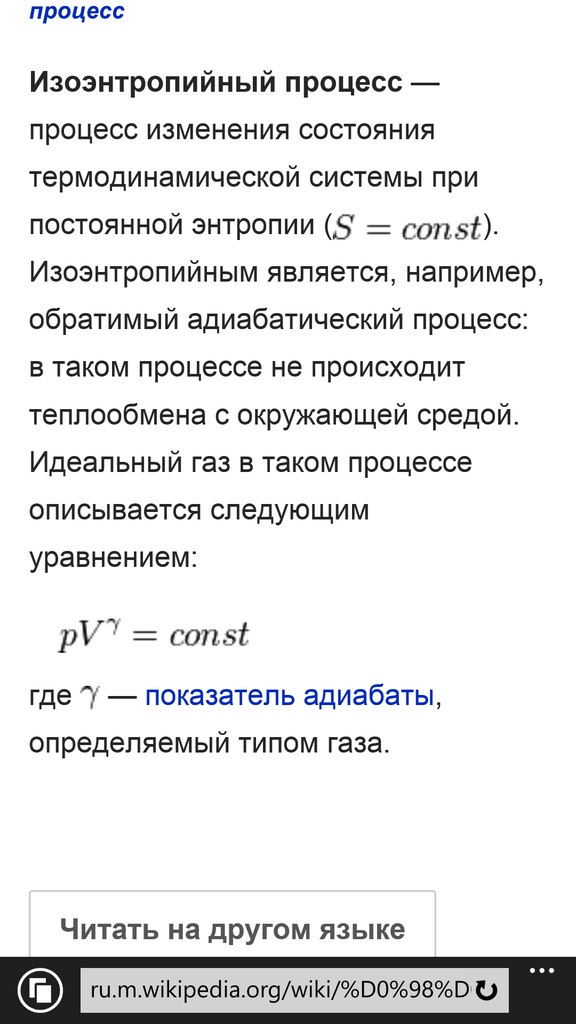 процесс
Изоэнтропийный процесс —
процесс изменения состояния
термодинамической системы при
постоянной энтропии (S = const).
Изоэнтропийным является, например,
обратимый адиабатический процесс:
в таком процессе не происходит
теплообмена с окружающей средой.
Идеальный газ в таком процессе
описывается следующим
уравнением:
pV^γ = const
где γ — показатель адиабаты,
определяемый типом газа.
Читать на другом языке
ru.m.wikipedia.org/wiki/%D0%98%D